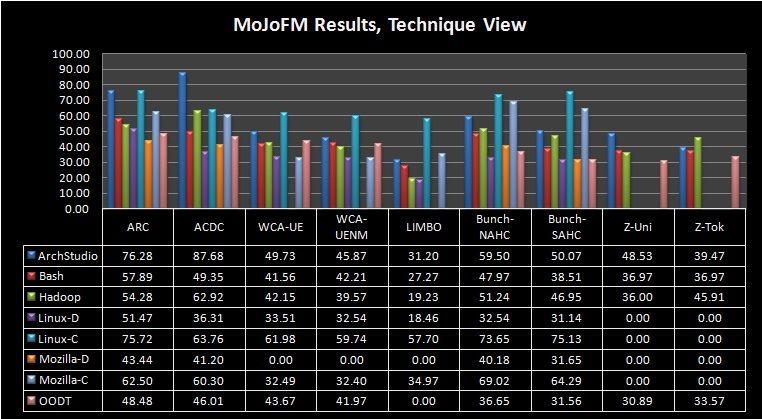 MoJoFM Results, Technique View
100.00
90.00
80.00
70.00
60.00
50.00
40.00
30.00
20.00
10.00
0.00
ARC ACDC WCA-UE WCA-UENM LIMBO Bunch-NAHC Bunch-SAHC Z-Uni Z-Tok
ArchStudio 76.28 87.68 49.73 45.87 31.20 59.50 50.07 48.53 39.47
Bash 57.89 49.35 41.56 42.21 27.27 47.97 38.51 36.97 36.97
Hadoop 54.28 62.92 42.15 39.57 19.23 51.24 46.95 36.00 45.91
Linux-D 51.47 36.31 33.51 32.54 18.46 32.54 31.14 0.00 0.00
Linux-C 75.72 63.76 61.98 59.74 57.70 73.65 75.13 0.00 0.00
Mozilla-D 43.44 41.20 0.00 0.00 0.00 40.18 31.65 0.00 0.00
Mozilla-C 62.50 60.30 32.49 32.40 34.97 69.02 64.29 0.00 0.00
OODT 48.48 46.01 43.67 41.97 0.00 36.65 31.56 30.89 33.57